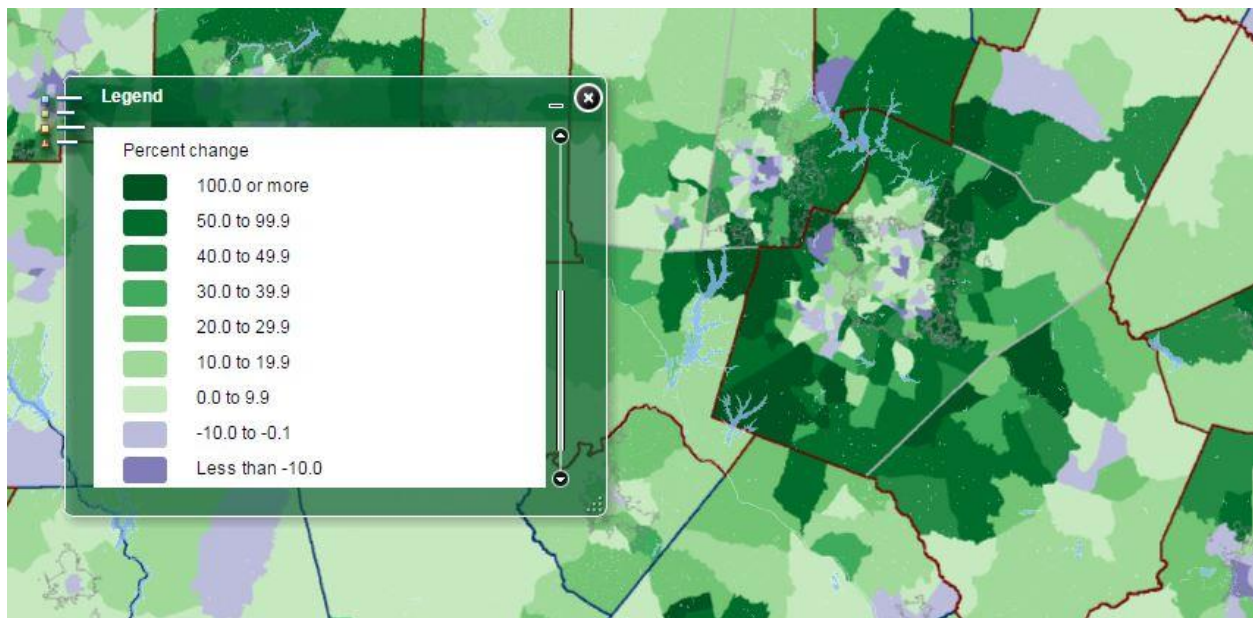 Legend
Percent change
100.0 or more
50.0 to 99.9
40.0 to 49.9
30.0 to 39.9
20.0 to 29.9
10.0 to 19.9
0.0 to 9.9
-10.0 to -0.1
Less than -10.0